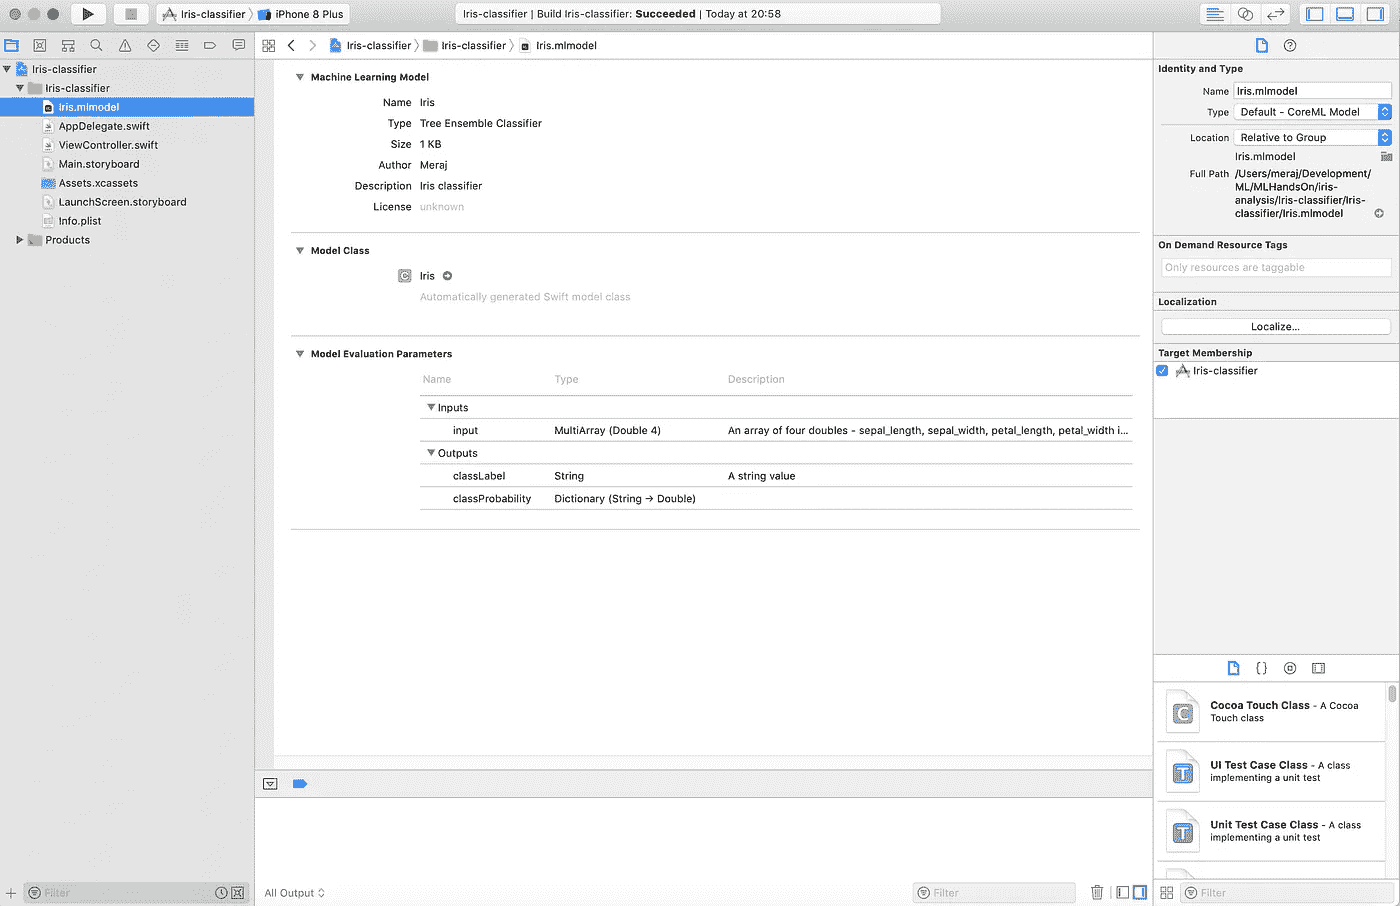 Iris-classifier iPhone 8 Plus
Iris-classifier | Build Iris-classifier: Succeeded | Today at 20:58
Iris-classifier Iris-classifier Iris.mlmodel
Iris-classifier
Iris-classifier
Iris.mlmodel
AppDelegate.swift
ViewController.swift
Main.storyboard
Assets.xcassets
LaunchScreen.storyboard
Info.plist
Products
Filter
Machine Learning Model
Name Iris
Type Tree Ensemble Classifier
Size 1 KB
Author Meraj
Description Iris classifier
License unknown
Model Class
Iris
Automatically generated Swift model class
Model Evaluation Parameters
Name Type Description
Inputs
input MultiArray (Double 4) An array of four doubles - sepal_length, sepal_width, petal_length, petal_width i...
Outputs
classLabel String A string value
classProbability Dictionary (String → Double)
All Output
Filter
Identity and Type
Name Iris.mlmodel
Type Default - CoreML Model
Location Relative to Group
Iris.mlmodel
Full Path /Users/meraj/Development/
ML/MLHandsOn/iris-
analysis/Iris-classifier/Iris-
classifier/Iris.mlmodel
On Demand Resource Tags
Only resources are taggable
Localization
Localize...
Target Membership
Iris-classifier
{}
Cocoa Touch Class - A Cocoa
Touch class
UI Test Case Class - A class
implementing a unit test
Unit Test Case Class - A class
implementing a unit test
Filter